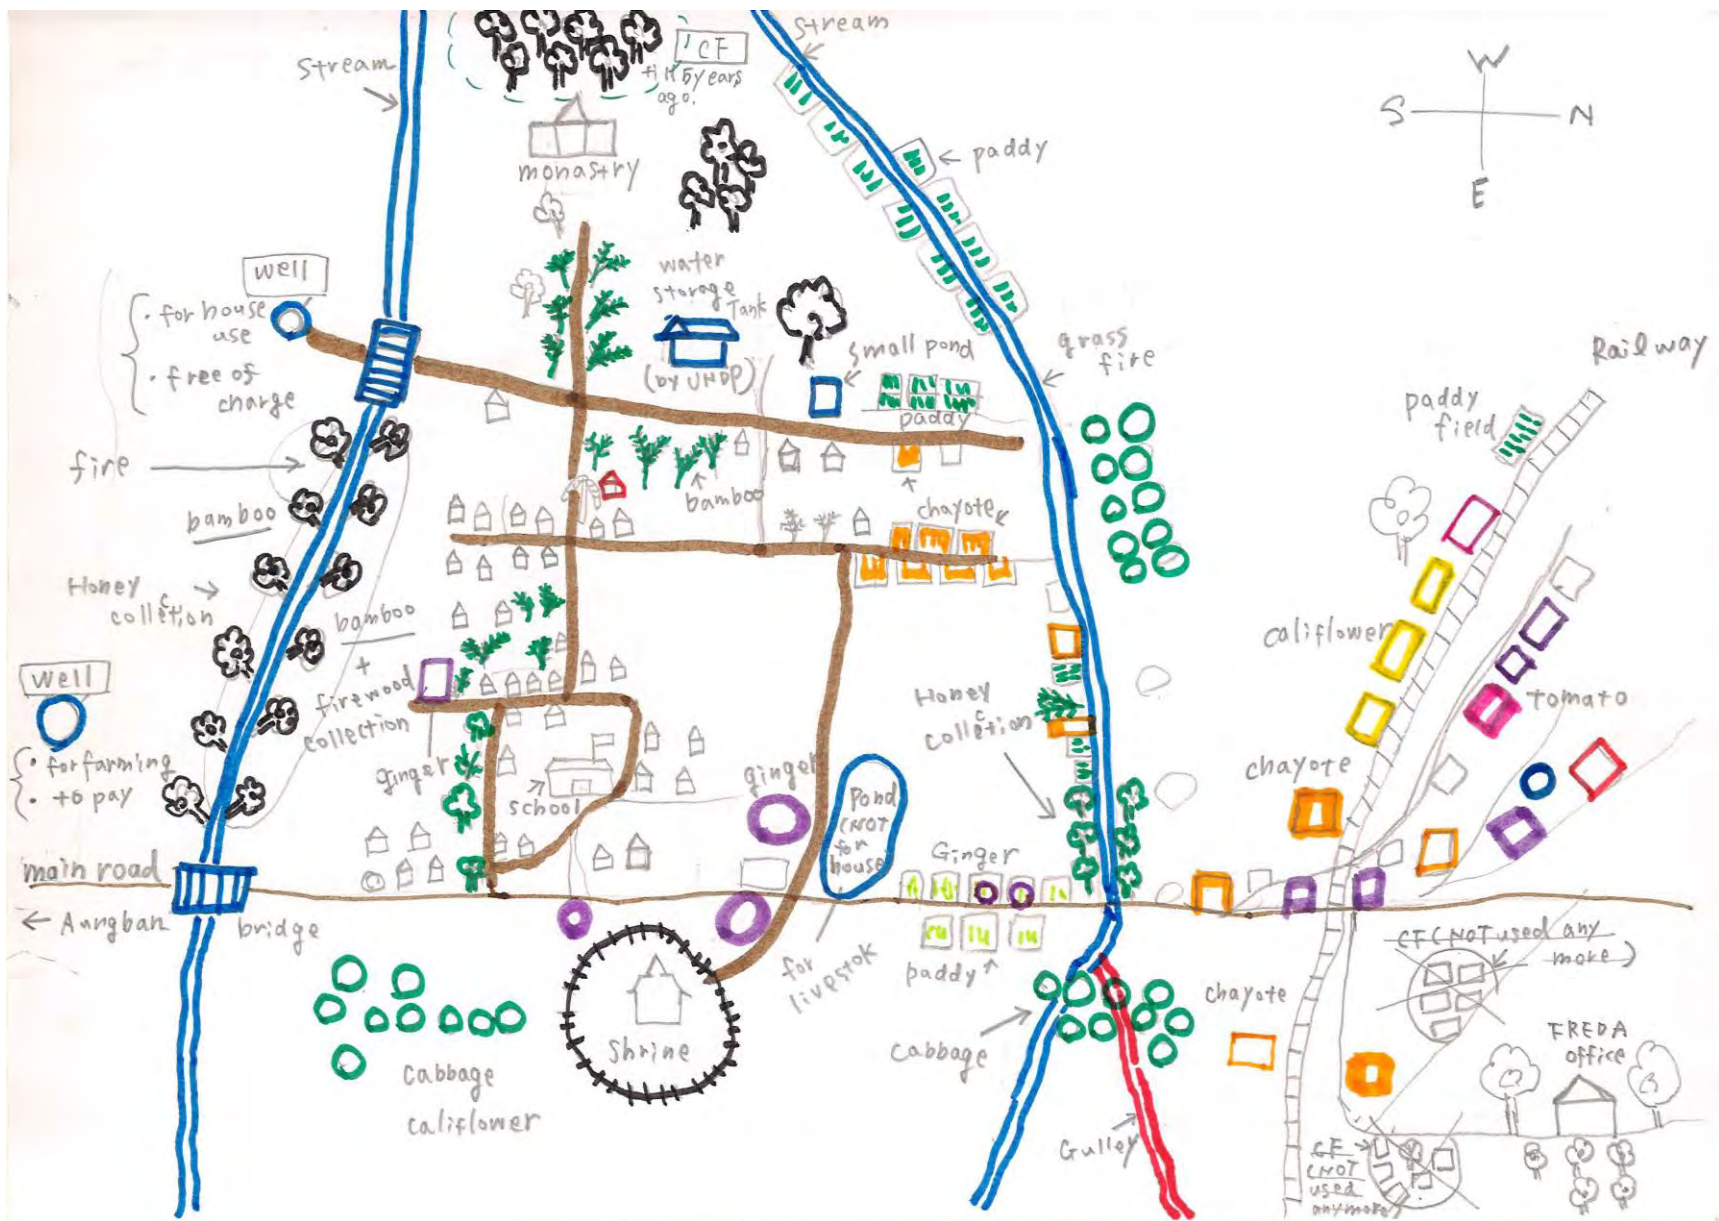 stream
CF
5 years
ago.
monastry
stream
paddy
W
S
N
E
well
• for house
use
• free of
charge
water
storage
Tank
(by UNDP)
small pond
paddy
grass
fire
Railway
paddy
field
fire
bamboo
bamboo
chayote
Honey
collection
bamboo
+
firewood
collection
well
• for farming
• to pay
ginger
school
ginger
Pond
(NOT
for
house)
Honey
collection
califlower
tomato
chayote
main road
← Aungban
bridge
Ginger
paddy
for
livestok
Shrine
cabbage
califlower
cabbage
Gulley
chayote
CF (NOT used any
more)
FREDA
office
CF
(NOT
used
anymore)